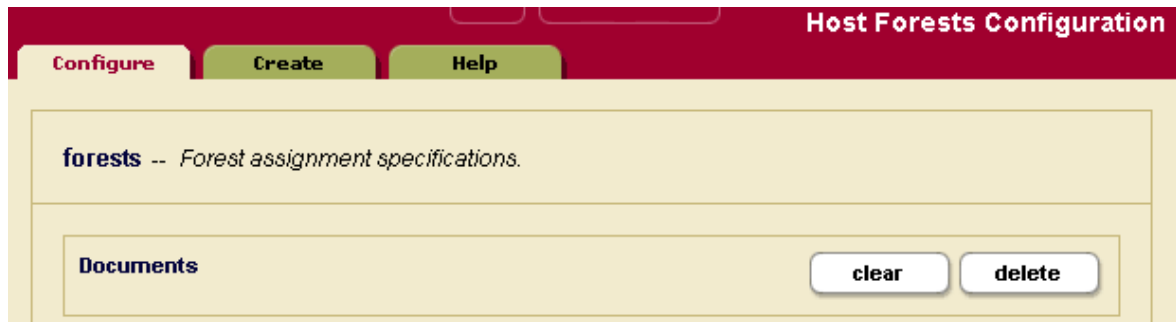 Host Forests Configuration
Configure Create Help
forests -- Forest assignment specifications.
Documents clear delete